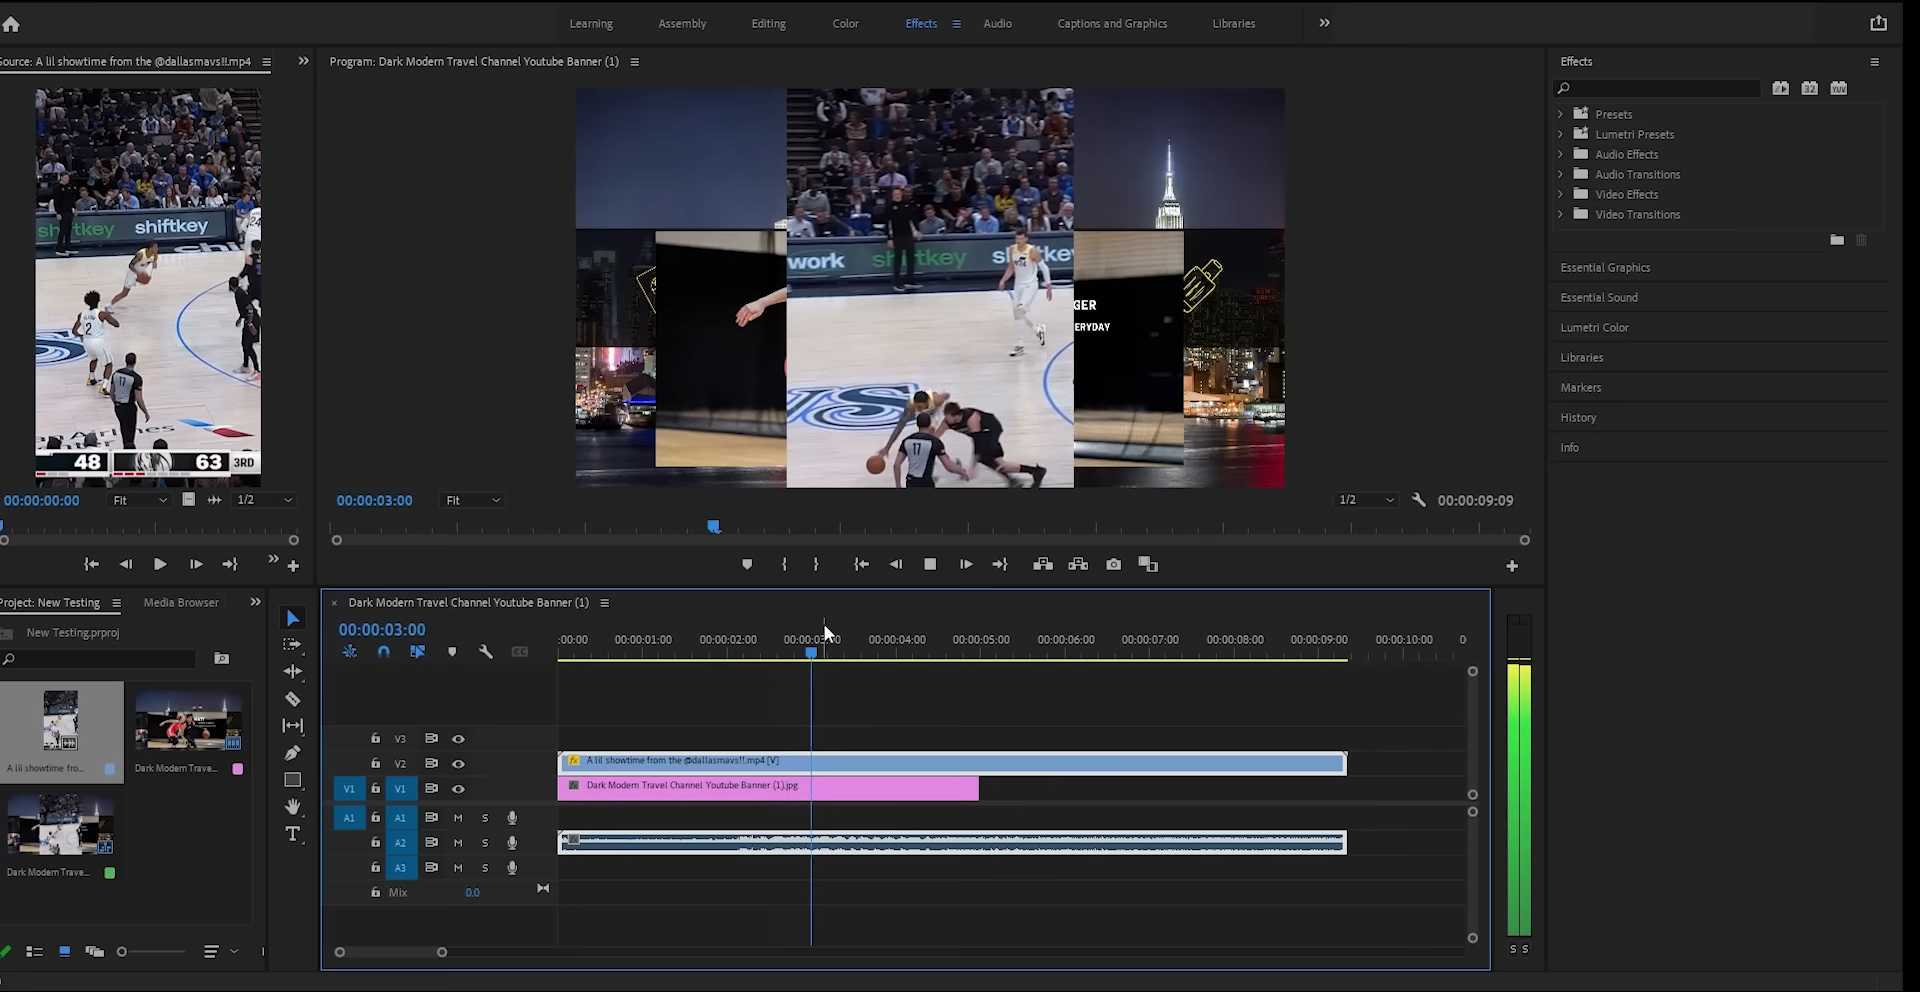 Learning Assembly Editing Color Effects Audio Captions and Graphics Libraries
Source: A lil showtime from the @dallasmavs!!.mp4
Program: Dark Modern Travel Channel Youtube Banner (1)
Effects
32
YUV
Presets
Lumetri Presets
Audio Effects
Audio Transitions
Video Effects
Video Transitions
Essential Graphics
Essential Sound
Lumetri Color
Libraries
Markers
History
Info
shiftkey
shiftkey
2
17
48
63
3RD
work
GER
ERYDAY
17
00:00:00:00
Fit
1/2
00:00:03:00
Fit
1/2
00:00:09:09
Project: New Testing
Media Browser
New Testing.prproj
A lil showtime fro...
Dark Modern Trave...
Dark Modern Trave...
Dark Modern Travel Channel Youtube Banner (1)
00:00:03:00
:00:00 00:00:01:00 00:00:02:00 00:00:03:00 00:00:04:00 00:00:05:00 00:00:06:00 00:00:07:00 00:00:08:00 00:00:09:00 00:00:10:00 0
V3
V2
A lil showtime from the @dallasmavs!!.mp4 [V]
V1 V1
Dark Modern Travel Channel Youtube Banner (1).jpg
A1 A1 M S
A2 M S
A3 M S
Mix 0.0
S S